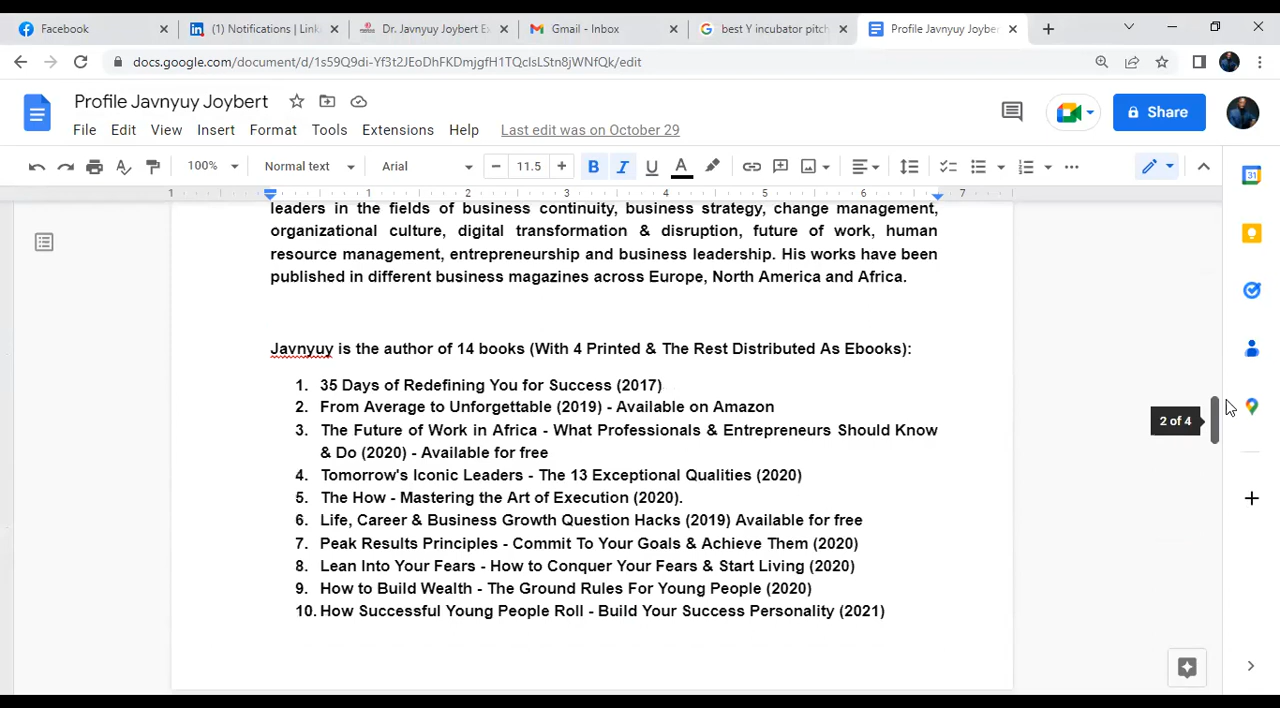 Facebook
(1) Notifications | Link
Dr. Javnyuy Joybert Ex
Gmail - Inbox
best Y incubator pitch
Profile Javnyuy Joyber
docs.google.com/document/d/1s59Q9di-Yf3t2JEoDhFKDmjgfH1TQclsLStn8jWNfQk/edit
Profile Javnyuy Joybert
File Edit View Insert Format Tools Extensions Help Last edit was on October 29
Share
100% Normal text Arial 11.5 B I U A
1 1 2 3 4 5 6 7
leaders in the fields of business continuity, business strategy, change management,
organizational culture, digital transformation & disruption, future of work, human
resource management, entrepreneurship and business leadership. His works have been
published in different business magazines across Europe, North America and Africa.
Javnyuy is the author of 14 books (With 4 Printed & The Rest Distributed As Ebooks):
1. 35 Days of Redefining You for Success (2017)
2. From Average to Unforgettable (2019) - Available on Amazon
3. The Future of Work in Africa - What Professionals & Entrepreneurs Should Know
& Do (2020) - Available for free
4. Tomorrow's Iconic Leaders - The 13 Exceptional Qualities (2020)
5. The How - Mastering the Art of Execution (2020).
6. Life, Career & Business Growth Question Hacks (2019) Available for free
7. Peak Results Principles - Commit To Your Goals & Achieve Them (2020)
8. Lean Into Your Fears - How to Conquer Your Fears & Start Living (2020)
9. How to Build Wealth - The Ground Rules For Young People (2020)
10. How Successful Young People Roll - Build Your Success Personality (2021)
2 of 4
31